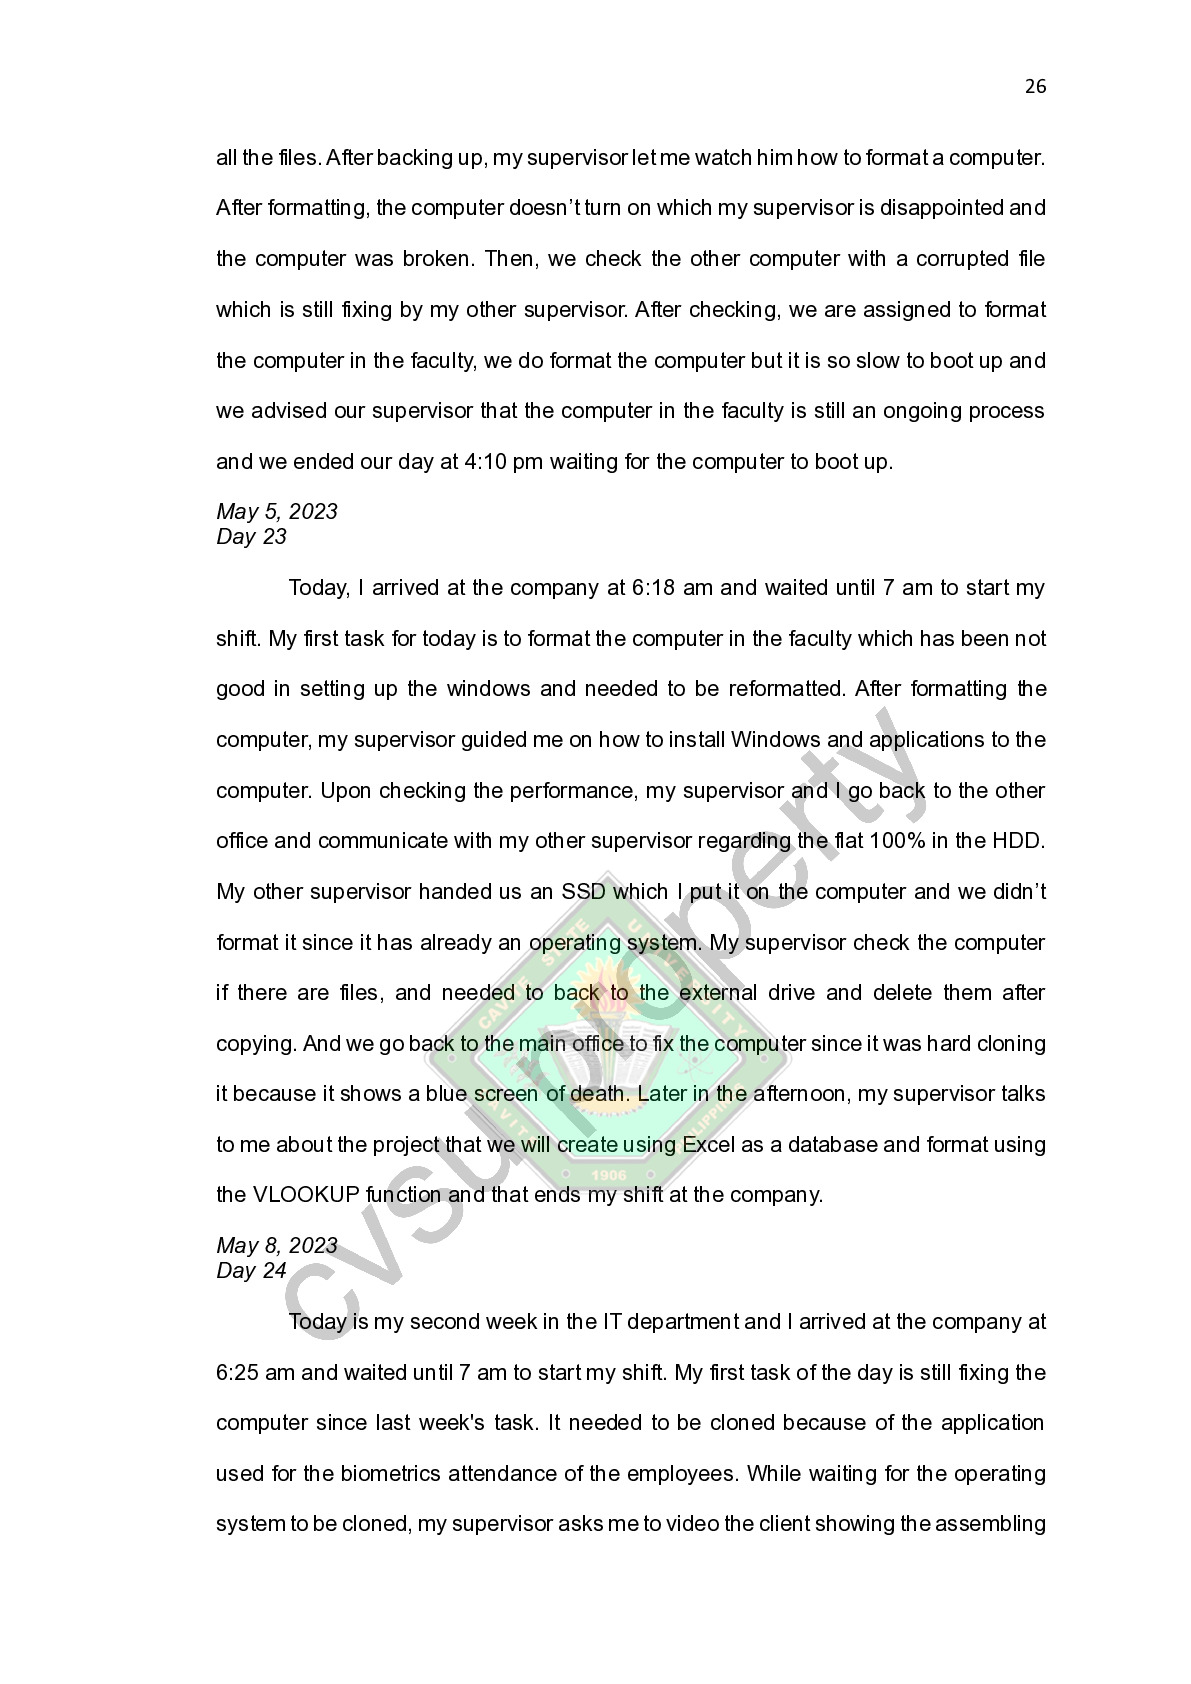 26
all the files. After backing up, my supervisor let me watch him how to format a computer.
After formatting, the computer doesn’t turn on which my supervisor is disappointed and
the computer was broken. Then, we check the other computer with a corrupted file
which is still fixing by my other supervisor. After checking, we are assigned to format
the computer in the faculty, we do format the computer but it is so slow to boot up and
we advised our supervisor that the computer in the faculty is still an ongoing process
and we ended our day at 4:10 pm waiting for the computer to boot up.
May 5, 2023
Day 23
Today, I arrived at the company at 6:18 am and waited until 7 am to start my
shift. My first task for today is to format the computer in the faculty which has been not
good in setting up the windows and needed to be reformatted. After formatting the
computer, my supervisor guided me on how to install Windows and applications to the
computer. Upon checking the performance, my supervisor and I go back to the other
office and communicate with my other supervisor regarding the flat 100% in the HDD.
My other supervisor handed us an SSD which I put it on the computer and we didn’t
format it since it has already an operating system. My supervisor check the computer
if there are files, and needed to back to the external drive and delete them after
copying. And we go back to the main office to fix the computer since it was hard cloning
it because it shows a blue screen of death. Later in the afternoon, my supervisor talks
to me about the project that we will create using Excel as a database and format using
the VLOOKUP function and that ends my shift at the company.
May 8, 2023
Day 24
Today is my second week in the IT department and I arrived at the company at
6:25 am and waited until 7 am to start my shift. My first task of the day is still fixing the
computer since last week's task. It needed to be cloned because of the application
used for the biometrics attendance of the employees. While waiting for the operating
system to be cloned, my supervisor asks me to video the client showing the assembling
cvsu property
CAVITE STATE UNIVERSITY
CAVITE
PHILIPPINES
1906